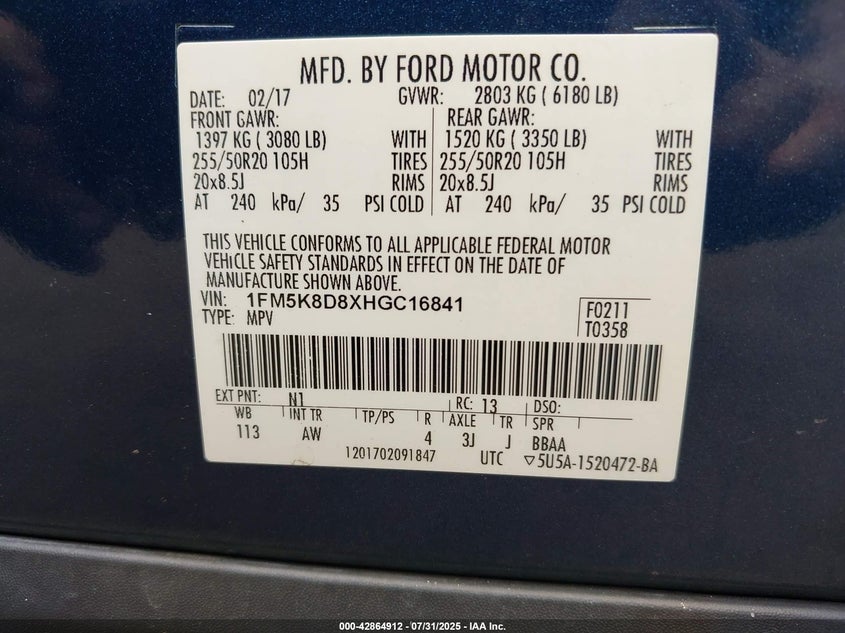 MFD. BY FORD MOTOR CO.
DATE: 02/17 GVWR: 2803 KG ( 6180 LB)
FRONT GAWR: REAR GAWR:
1397 KG ( 3080 LB) WITH 1520 KG ( 3350 LB) WITH
255/50R20 105H TIRES 255/50R20 105H TIRES
20x8.5J RIMS 20x8.5J RIMS
AT 240 kPa/ 35 PSI COLD AT 240 kPa/ 35 PSI COLD
THIS VEHICLE CONFORMS TO ALL APPLICABLE FEDERAL MOTOR
VEHICLE SAFETY STANDARDS IN EFFECT ON THE DATE OF
MANUFACTURE SHOWN ABOVE.
VIN: 1FM5K8D8XHGC16841
TYPE: MPV
F0211
T0358
EXT PNT: N1 RC: 13 DSO:
WB INT TR TP/PS R AXLE TR SPR
113 AW 4 3J J BBAA
1201702091847 UTC ▽5U5A-1520472-BA
000-42864912 07/31/2025 - IAA Inc.